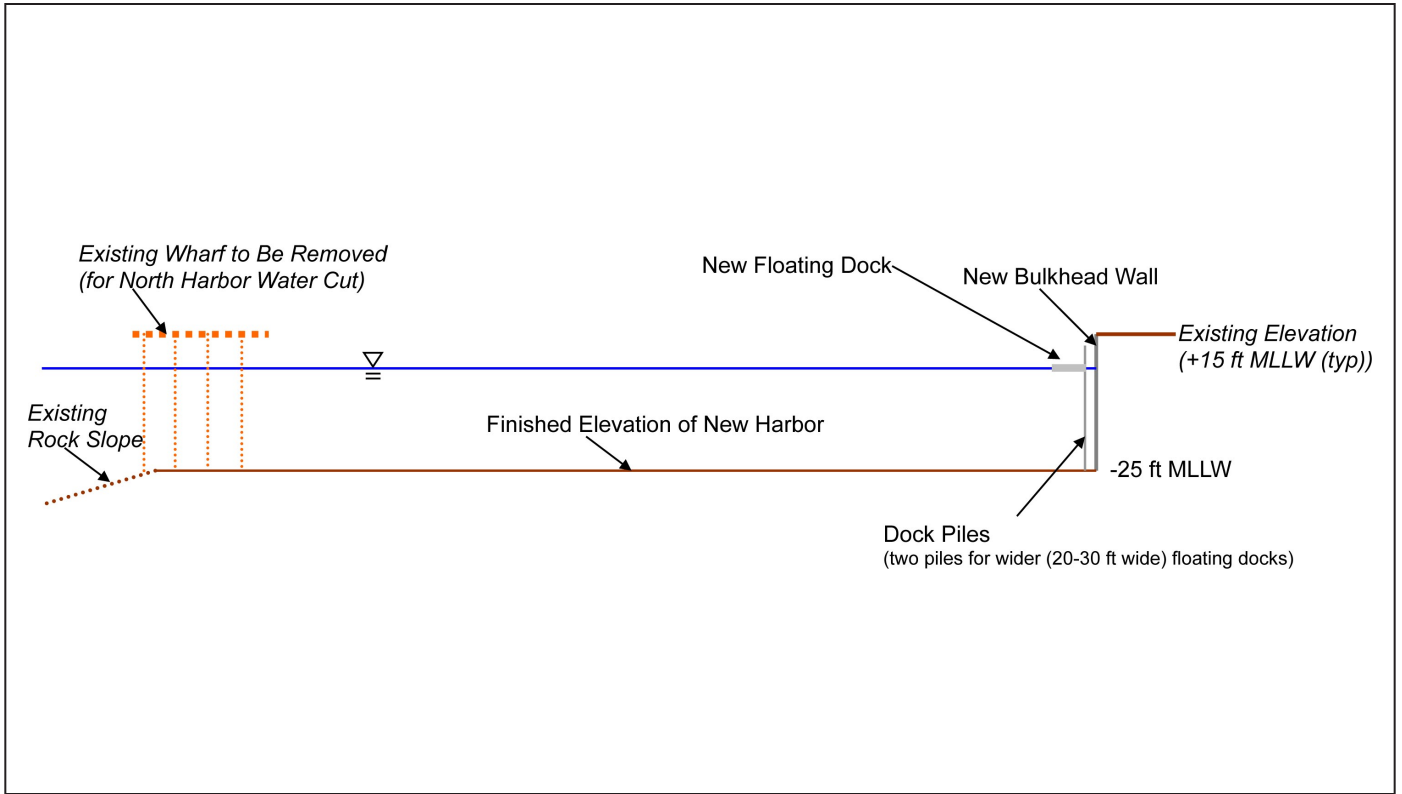 Existing Wharf to Be Removed
(for North Harbor Water Cut)
New Floating Dock
New Bulkhead Wall
Existing Elevation
(+15 ft MLLW (typ))
Existing
Rock Slope
Finished Elevation of New Harbor
-25 ft MLLW
Dock Piles
(two piles for wider (20-30 ft wide) floating docks)